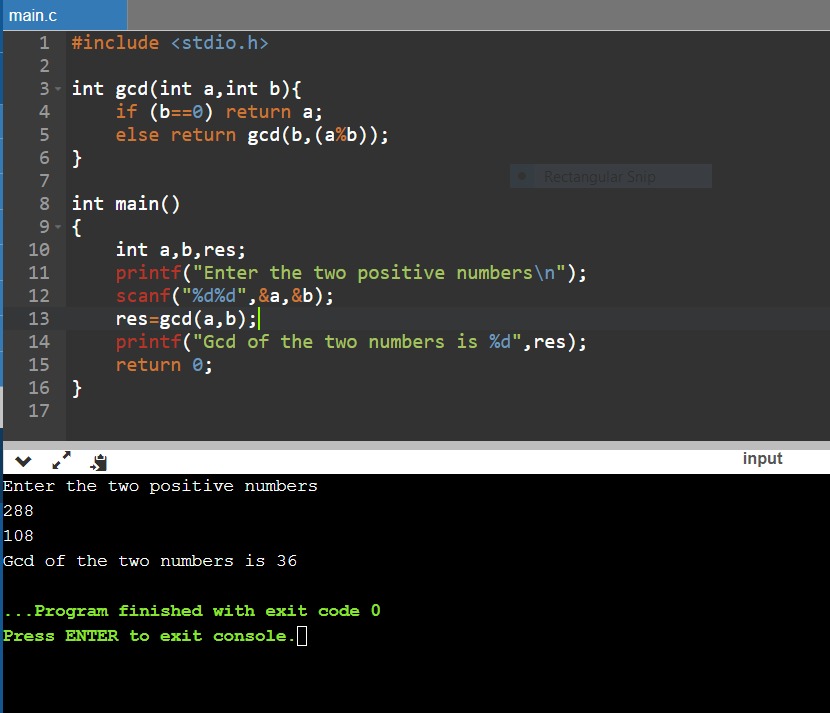 main.c
1 #include <stdio.h>
2
3 int gcd(int a,int b){
4     if (b==0) return a;
5     else return gcd(b,(a%b));
6 }
7
Rectangular Snip
8 int main()
9 {
10     int a,b,res;
11     printf("Enter the two positive numbers\n");
12     scanf("%d%d",&a,&b);
13     res=gcd(a,b);
14     printf("Gcd of the two numbers is %d",res);
15     return 0;
16 }
17
input
Enter the two positive numbers
288
108
Gcd of the two numbers is 36
...Program finished with exit code 0
Press ENTER to exit console.